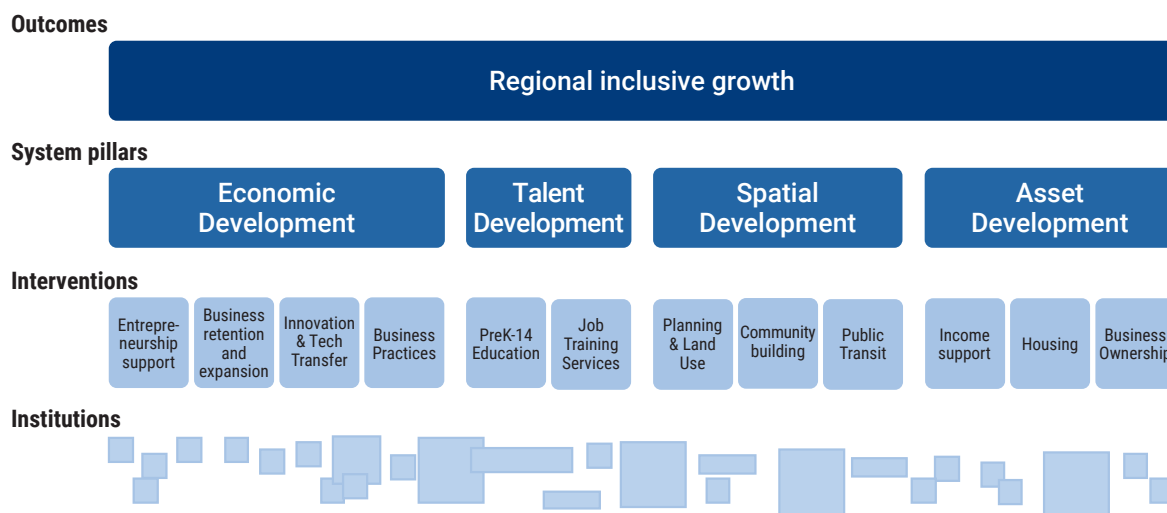 Outcomes
Regional inclusive growth
System pillars
Economic
Development
Talent
Development
Spatial
Development
Asset
Development
Interventions
Entrepre-
neurship
support
Business
retention
and
expansion
Innovation
& Tech
Transfer
Business
Practices
PreK-14
Education
Job
Training
Services
Planning
& Land
Use
Community
building
Public
Transit
Income
support
Housing
Business
Ownership
Institutions